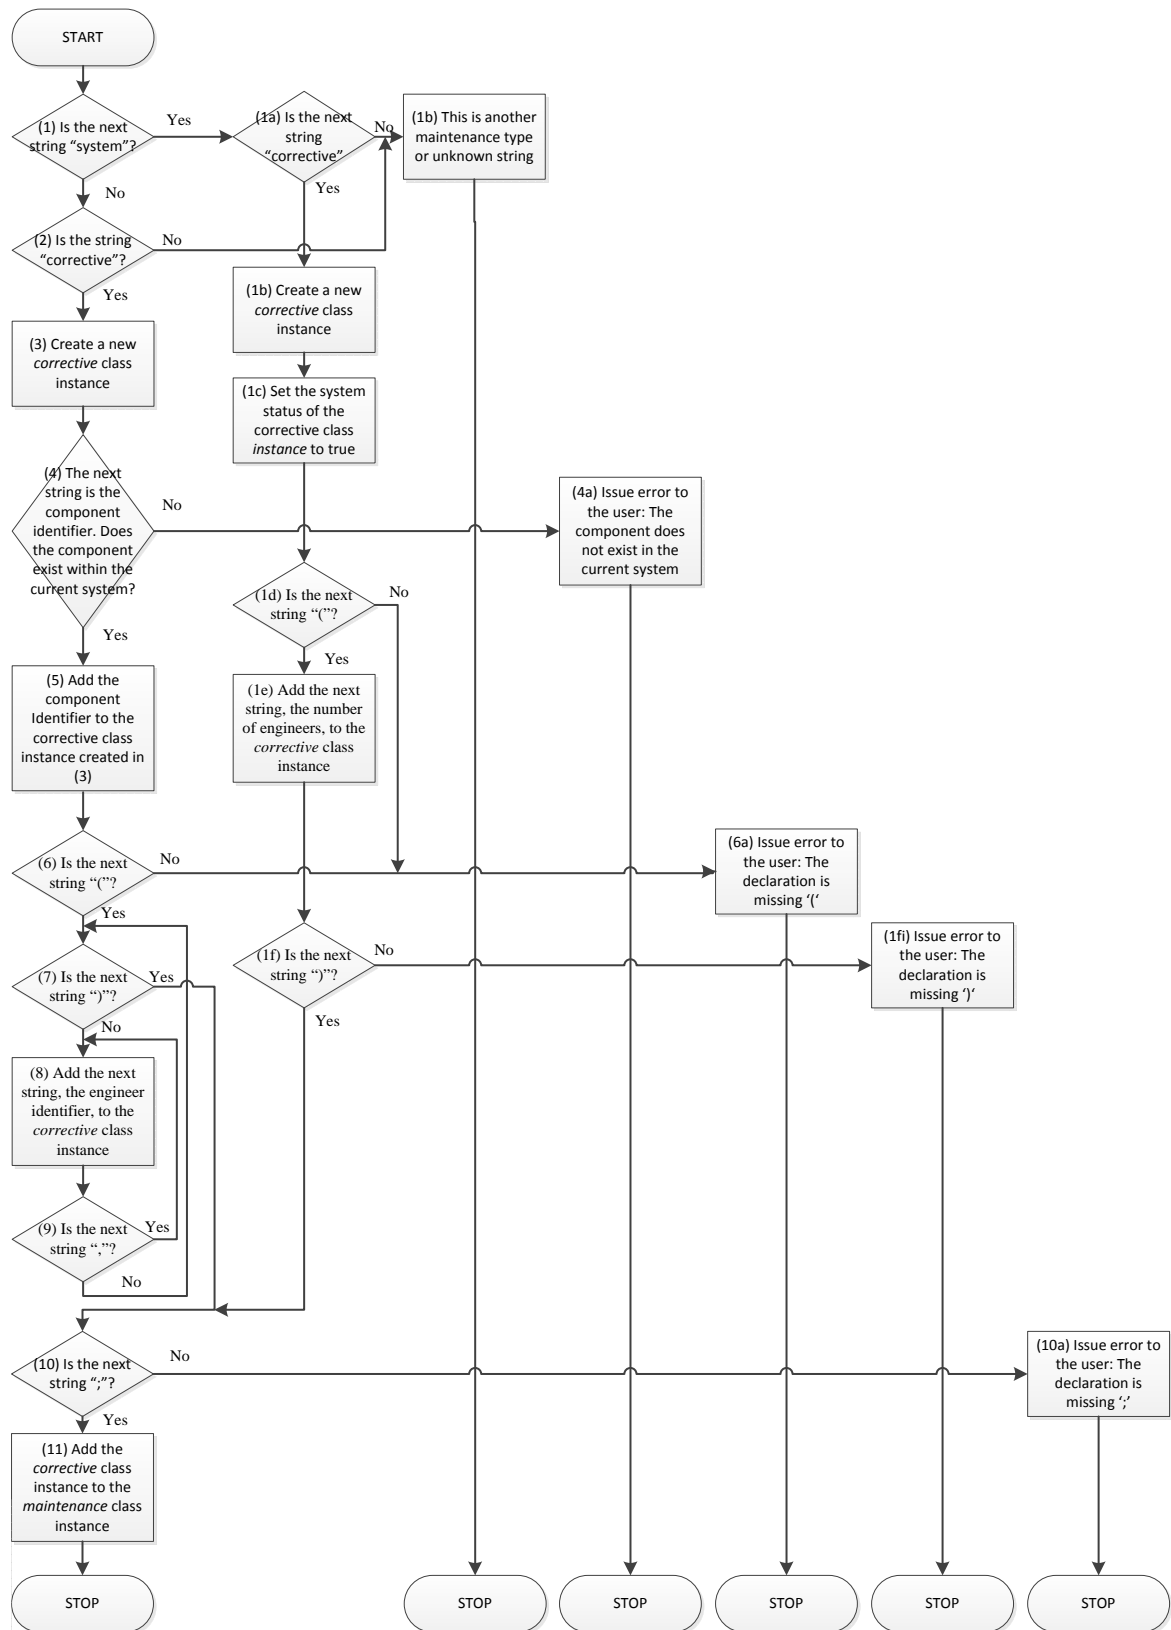 START
(1) Is the next
string “system”?
Yes
(1a) Is the next
string
“corrective”
No
(1b) This is another
maintenance type
or unknown string
No
Yes
(2) Is the string
“corrective”?
No
Yes
(1b) Create a new
corrective class
instance
(3) Create a new
corrective class
instance
(1c) Set the system
status of the
corrective class
instance to true
(4) The next
string is the
component
identifier. Does
the component
exist within the
current system?
No
(4a) Issue error to
the user: The
component does
not exist in the
current system
Yes
(1d) Is the next
string “(”?
No
Yes
(5) Add the
component
Identifier to the
corrective class
instance created in
(3)
(1e) Add the next
string, the number
of engineers, to the
corrective class
instance
(6) Is the next
string “(”?
No
(6a) Issue error to
the user: The
declaration is
missing ‘(‘
Yes
(7) Is the next
string “)”?
Yes
(1f) Is the next
string “)”?
No
(1fi) Issue error to
the user: The
declaration is
missing ‘)‘
No
Yes
(8) Add the next
string, the engineer
identifier, to the
corrective class
instance
(9) Is the next
string “,”?
Yes
No
(10) Is the next
string “;”?
No
(10a) Issue error to
the user: The
declaration is
missing ‘;’
Yes
(11) Add the
corrective class
instance to the
maintenance class
instance
STOP
STOP
STOP
STOP
STOP
STOP